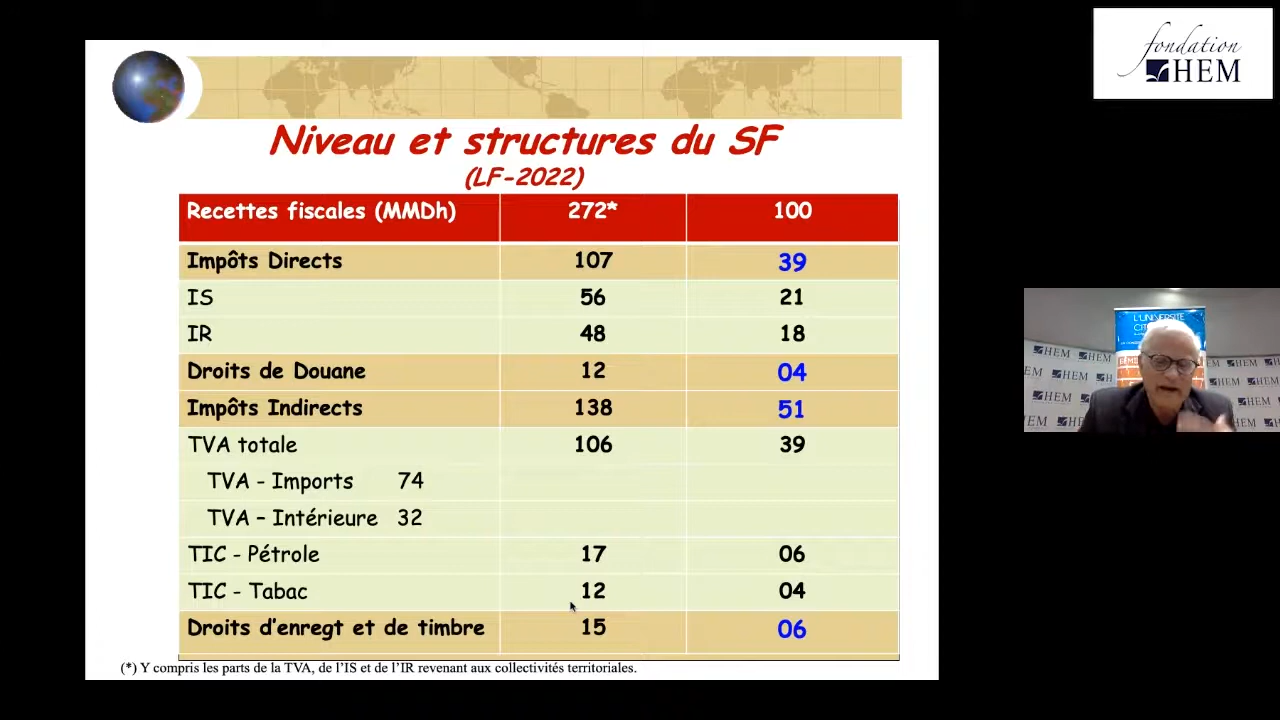 fondation
HEM
Niveau et structures du SF
(LF-2022)
Recettes fiscales (MMDh) 272* 100
Impôts Directs 107 39
IS 56 21
IR 48 18
Droits de Douane 12 04
Impôts Indirects 138 51
TVA totale 106 39
TVA - Imports 74
TVA – Intérieure 32
TIC - Pétrole 17 06
TIC - Tabac 12 04
Droits d'enregt et de timbre 15 06
(*) Y compris les parts de la TVA, de l'IS et de l'IR revenant aux collectivités territoriales.
L'UNIVERSITÉ
HEM